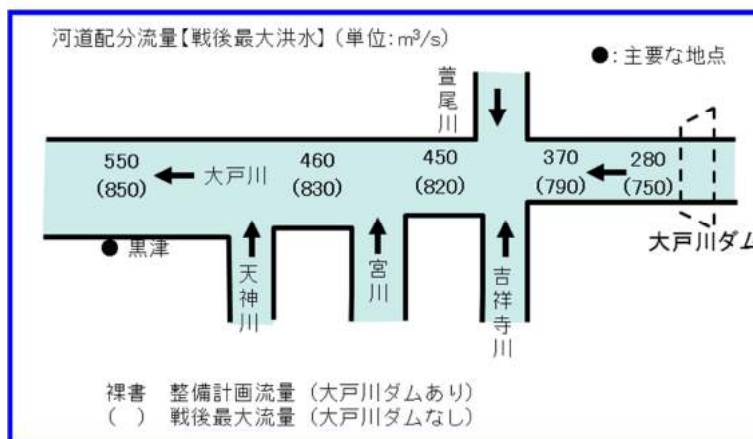 河道配分流量【戦後最大洪水】(単位:m³/s)
●:主要な地点
萱尾川
550 460 450 370 280
(850) 大戸川 (830) (820) (790) (750)
大戸川ダム
●黒津
天神川
宮川
吉祥寺川
裸書 整備計画流量(大戸川ダムあり)
( ) 戦後最大流量(大戸川ダムなし)